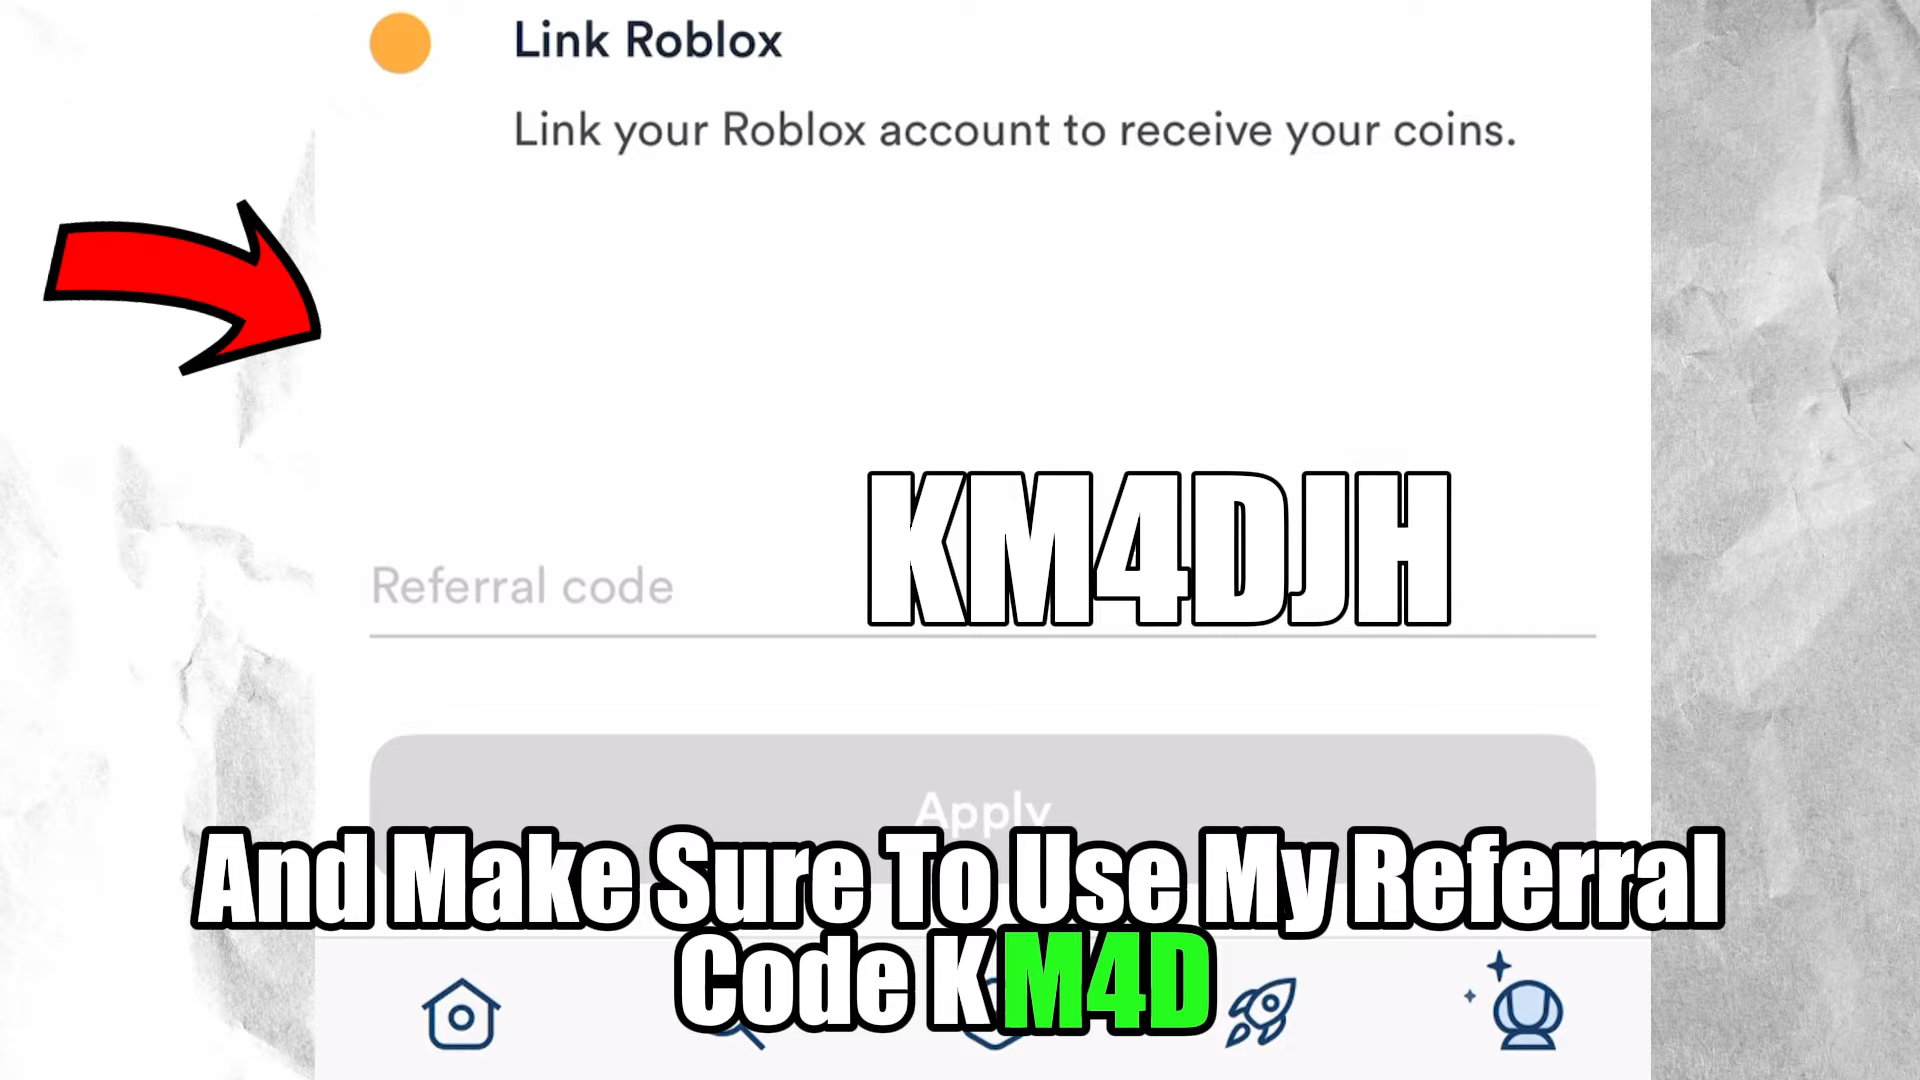 Link Roblox
Link your Roblox account to receive your coins.
KM4DJH
Referral code
Apply
And Make Sure To Use My Referral
Code KM4D